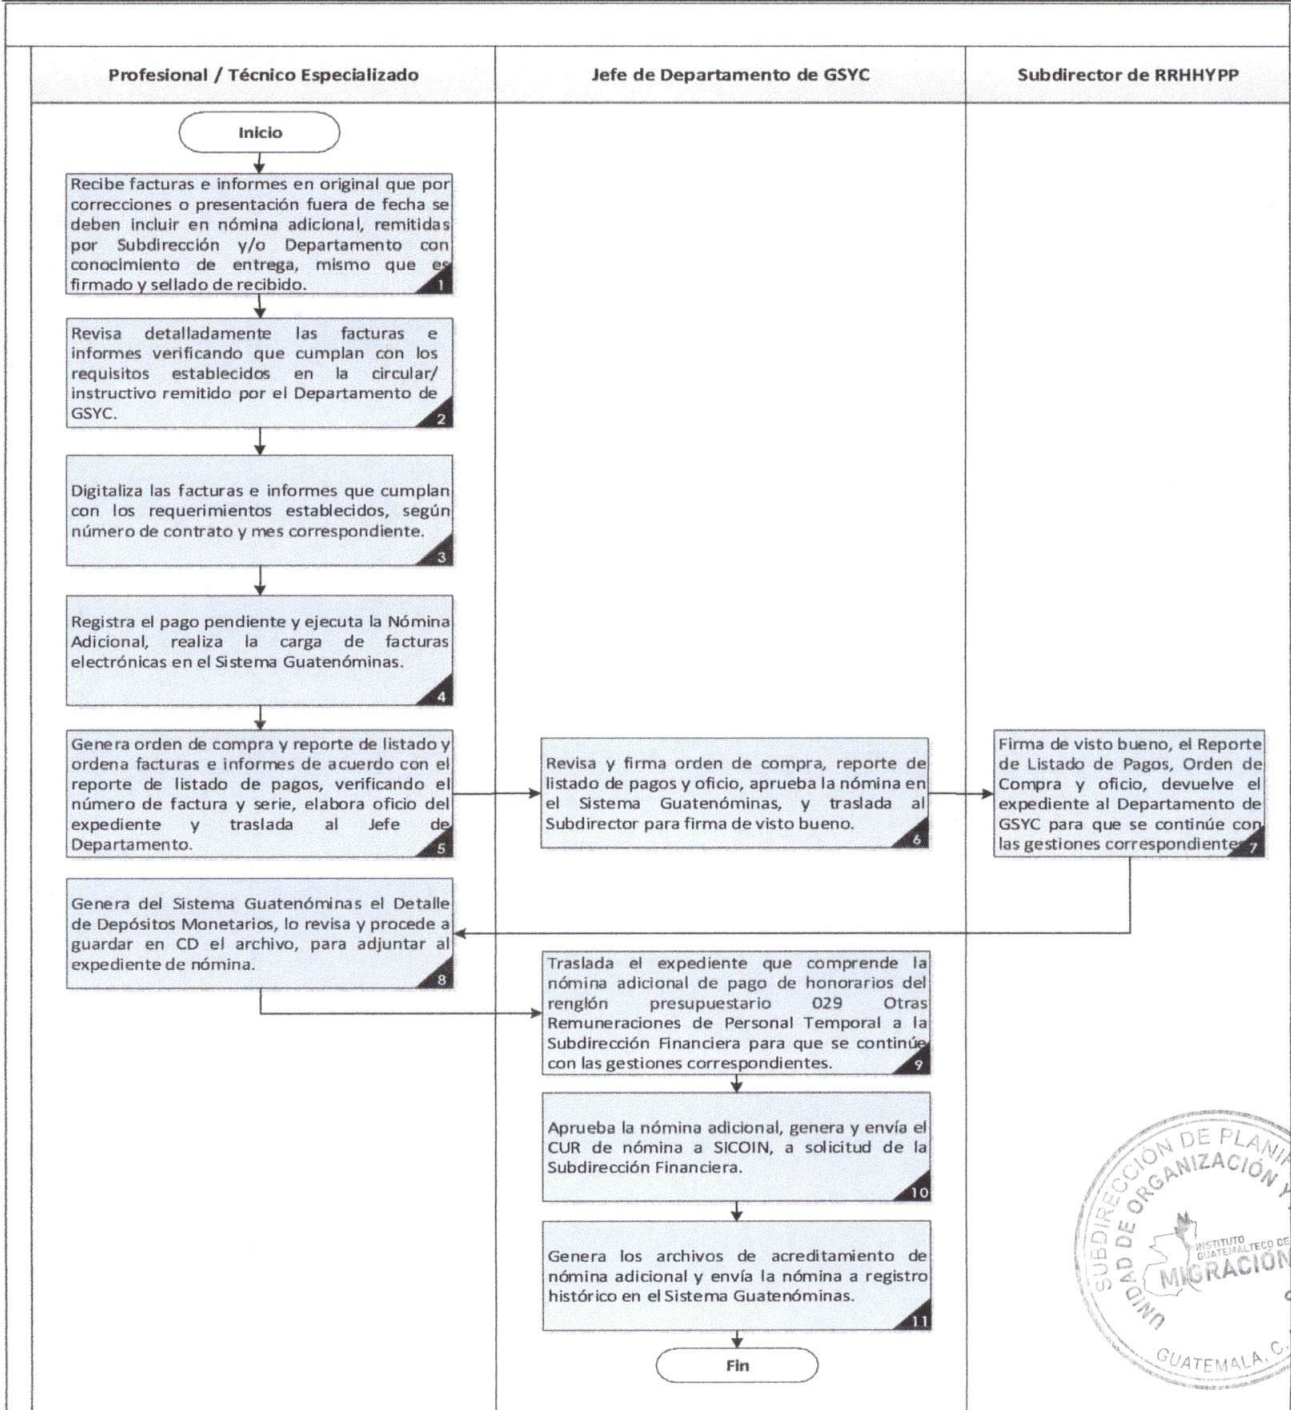 Profesional / Técnico Especializado
Jefe de Departamento de GSYC
Subdirector de RRHHYPP
Inicio
Recibe facturas e informes en original que por
correcciones o presentación fuera de fecha se
deben incluir en nómina adicional, remitidas
por Subdirección y/o Departamento con
conocimiento de entrega, mismo que es
firmado y sellado de recibido.
1
Revisa detalladamente las facturas e
informes verificando que cumplan con los
requisitos establecidos en la circular/
instructivo remitido por el Departamento de
GSYC.
2
Digitaliza las facturas e informes que cumplan
con los requerimientos establecidos, según
número de contrato y mes correspondiente.
3
Registra el pago pendiente y ejecuta la Nómina
Adicional, realiza la carga de facturas
electrónicas en el Sistema Guatenóminas.
4
Genera orden de compra y reporte de listado y
ordena facturas e informes de acuerdo con el
reporte de listado de pagos, verificando el
número de factura y serie, elabora oficio del
expediente y traslada al Jefe de
Departamento.
5
Revisa y firma orden de compra, reporte de
listado de pagos y oficio, aprueba la nómina en
el Sistema Guatenóminas, y traslada al
Subdirector para firma de visto bueno.
6
Firma de visto bueno, el Reporte
de Listado de Pagos, Orden de
Compra y oficio, devuelve el
expediente al Departamento de
GSYC para que se continúe con
las gestiones correspondiente
7
Genera del Sistema Guatenóminas el Detalle
de Depósitos Monetarios, lo revisa y procede a
guardar en CD el archivo, para adjuntar al
expediente de nómina.
8
Traslada el expediente que comprende la
nómina adicional de pago de honorarios del
renglón presupuestario 029 Otras
Remuneraciones de Personal Temporal a la
Subdirección Financiera para que se continúe
con las gestiones correspondientes.
9
Aprueba la nómina adicional, genera y envía el
CUR de nómina a SICOIN, a solicitud de la
Subdirección Financiera.
10
Genera los archivos de acreditamiento de
nómina adicional y envía la nómina a registro
histórico en el Sistema Guatenóminas.
11
Fin
SUBDIRECCIÓN DE PLANIF
UNIDAD DE ORGANIZACIÓN Y
INSTITUTO
GUATEMALTECO DE
MIGRACIÓN
GUATEMALA, C.